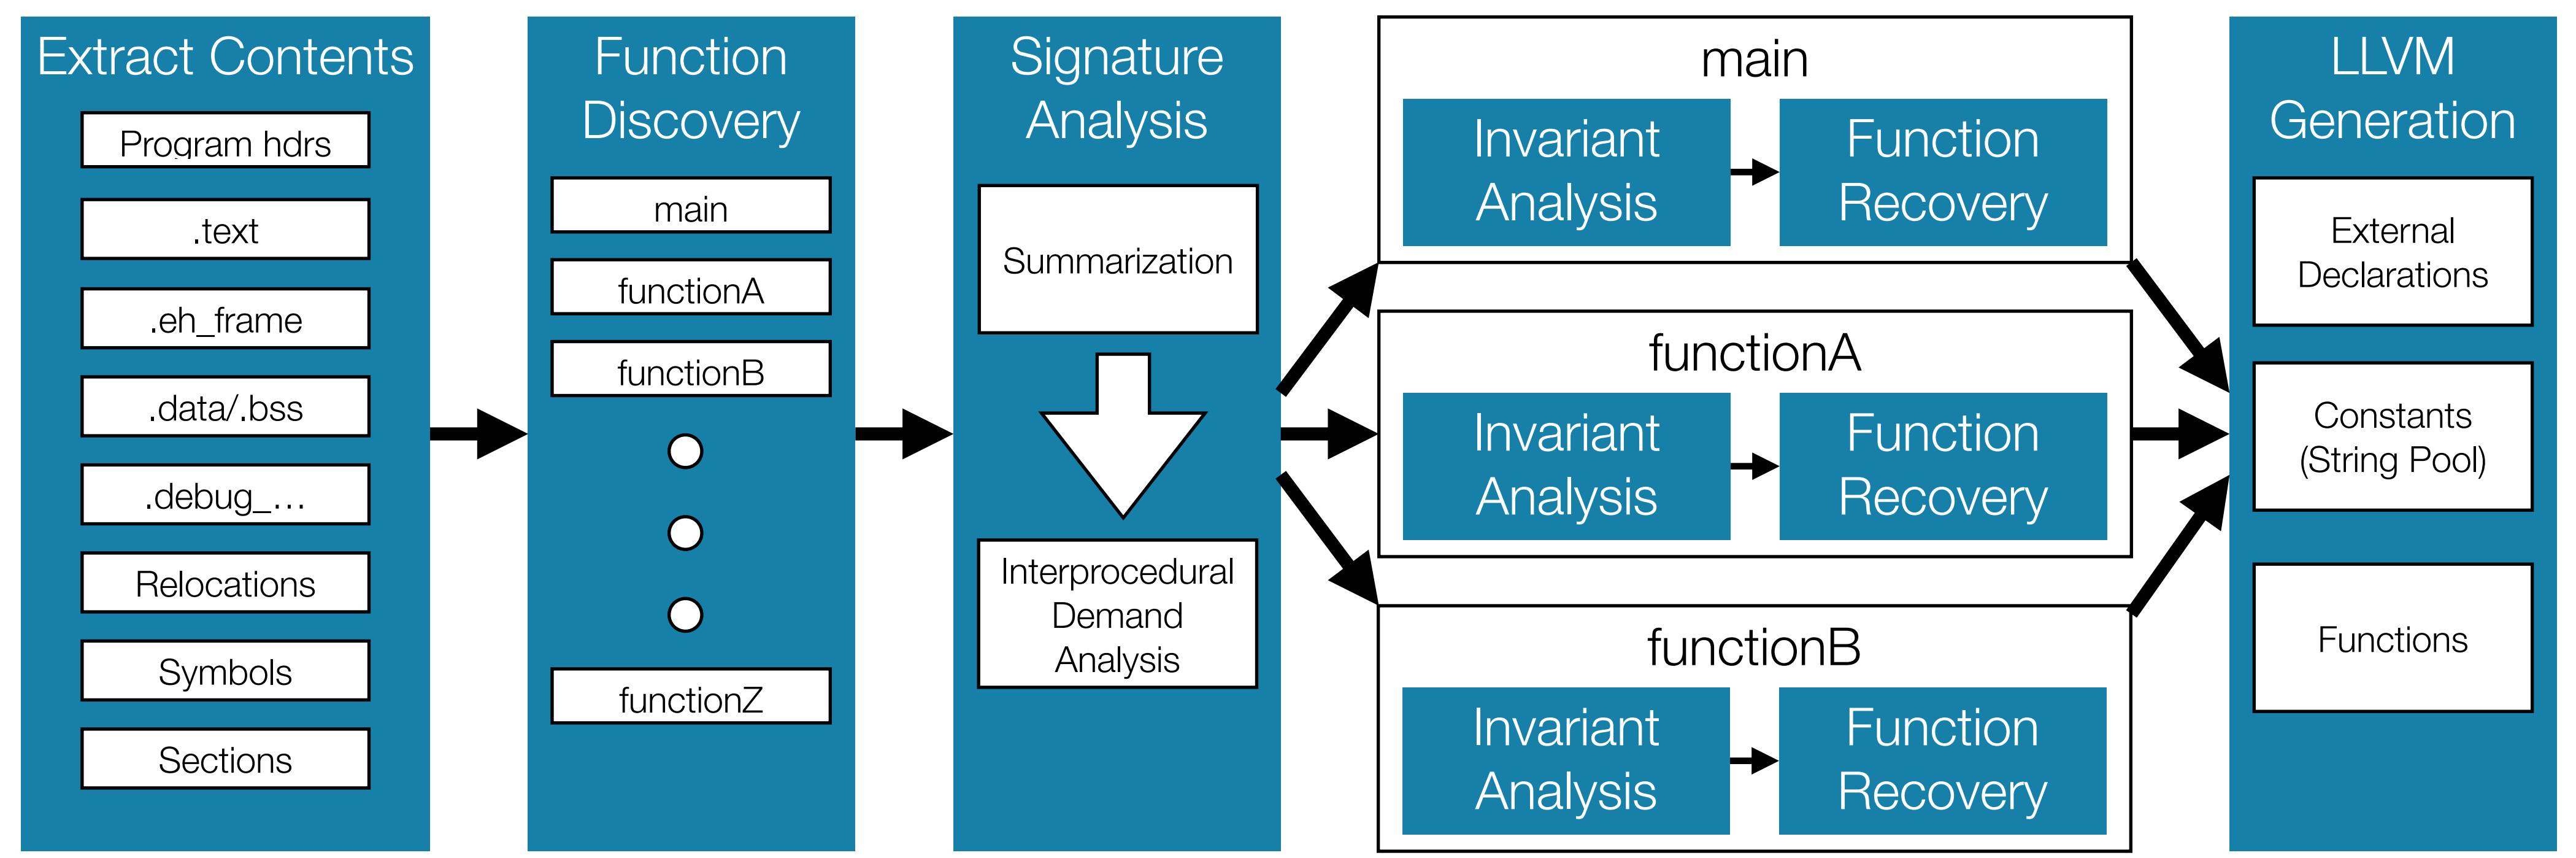 Extract Contents
Program hdrs
.text
.eh_frame
.data/.bss
.debug_...
Relocations
Symbols
Sections
Function
Discovery
main
functionA
functionB
functionZ
Signature
Analysis
Summarization
Interprocedural
Demand
Analysis
main
Invariant
Analysis
Function
Recovery
functionA
Invariant
Analysis
Function
Recovery
functionB
Invariant
Analysis
Function
Recovery
LLVM
Generation
External
Declarations
Constants
(String Pool)
Functions